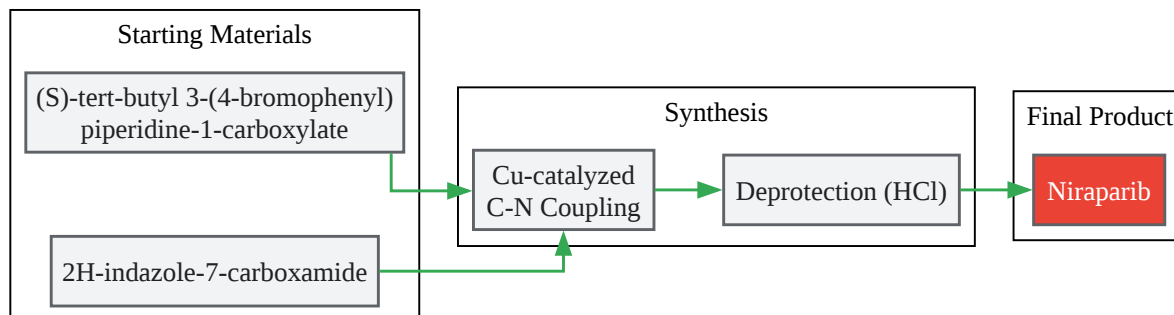 Starting Materials
(S)-tert-butyl 3-(4-bromophenyl)
piperidine-1-carboxylate
2H-indazole-7-carboxamide
Synthesis
Cu-catalyzed
C-N Coupling
Deprotection (HCl)
Final Product
Niraparib